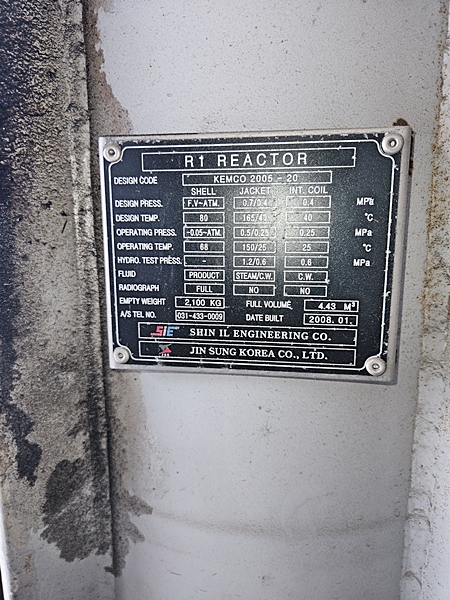 R1 REACTOR
DESIGN CODE KEMCO 2005 - 20
SHELL JACKET INT. COIL
DESIGN PRESS. F.V-ATM. 0.7/0.4 0.4 MPa
DESIGN TEMP. 80 165/40 40 °C
OPERATING PRESS. -0.05-ATM. 0.5/0.25 0.25 MPa
OPERATING TEMP. 68 150/25 25 °C
HYDRO. TEST PRESS. - 1.2/0.6 0.6 MPa
FLUID PRODUCT STEAM/C.W. C.W.
RADIOGRAPH FULL NO NO
EMPTY WEIGHT 2,100 KG FULL VOLUME 4.43 M³
A/S TEL NO. 031-433-0009 DATE BUILT 2008. 01.
SIE SHIN IL ENGINEERING CO.
JIN SUNG KOREA CO., LTD.